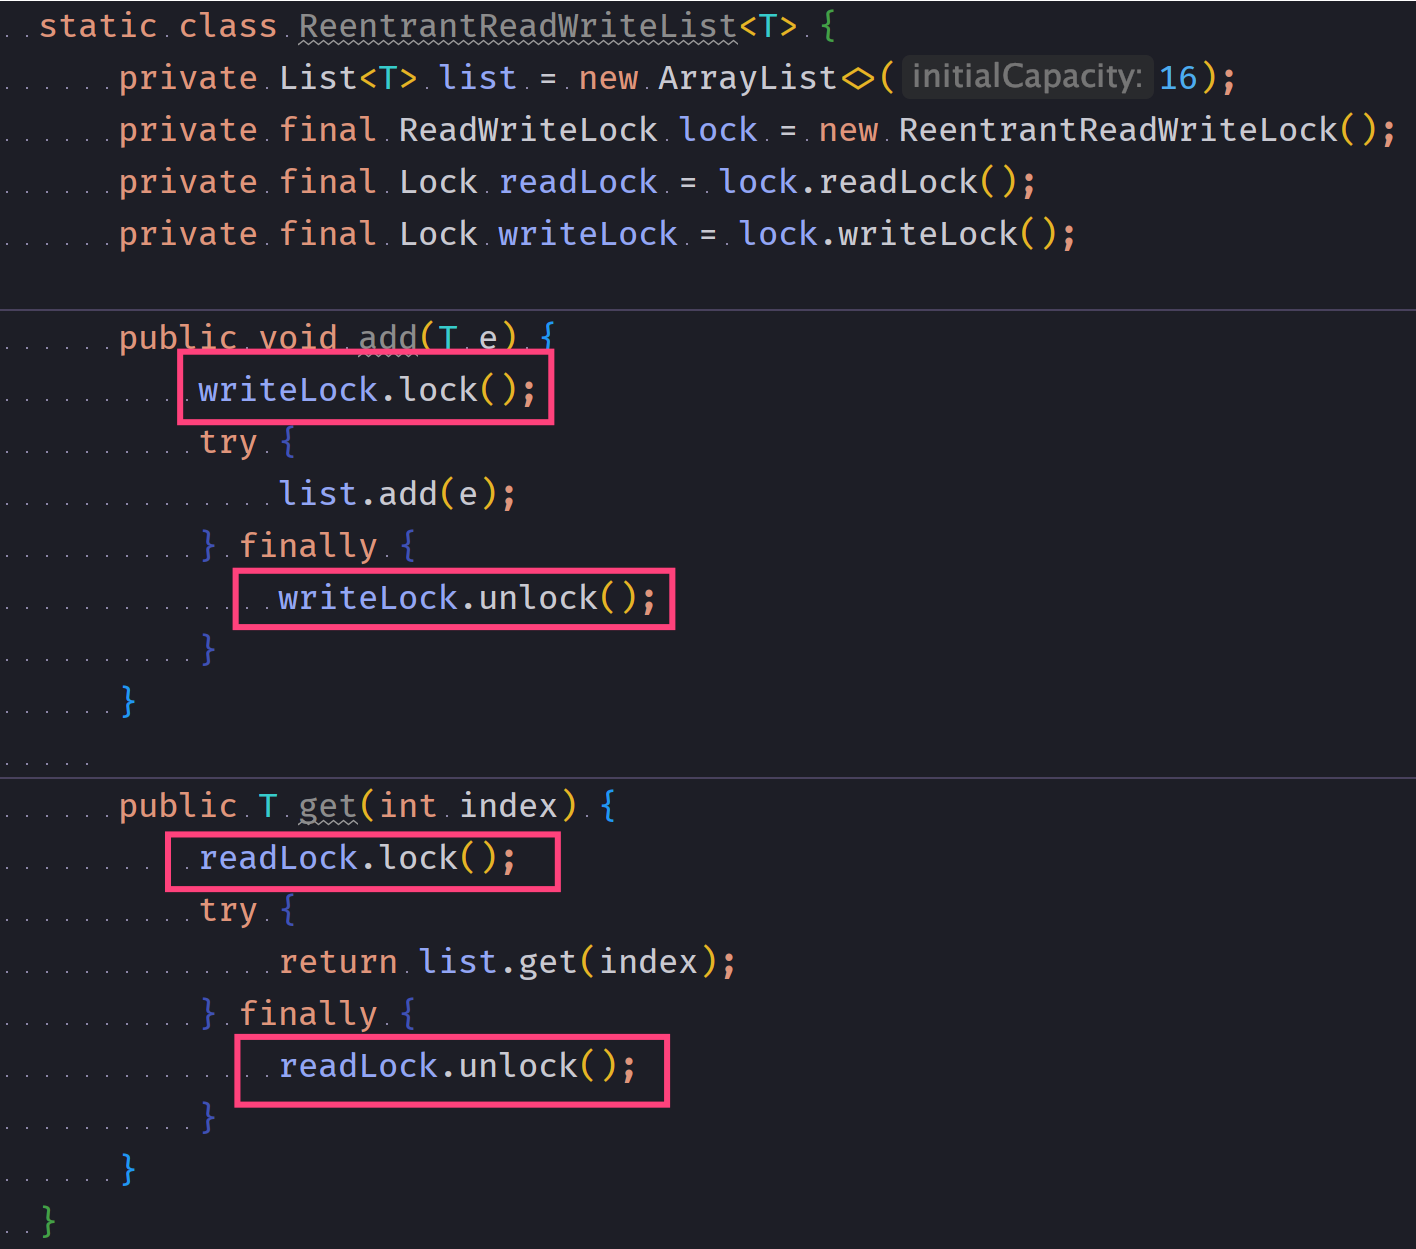 static class ReentrantReadWriteList<T> {
private List<T> list = new ArrayList<>( initialCapacity: 16);
private final ReadWriteLock lock = new ReentrantReadWriteLock();
private final Lock readLock = lock.readLock();
private final Lock writeLock = lock.writeLock();
public void add(T e) {
writeLock.lock();
try {
list.add(e);
} finally {
writeLock.unlock();
}
}
public T get(int index) {
readLock.lock();
try {
return list.get(index);
} finally {
readLock.unlock();
}
}
}